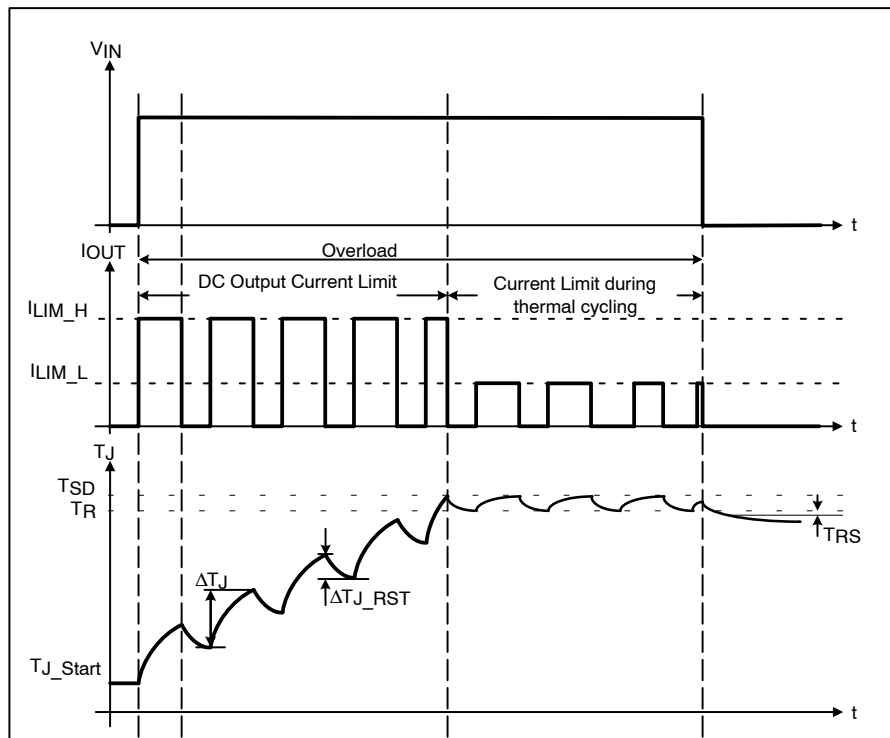 VIN
t
IOUT
Overload
DC Output Current Limit
Current Limit during
thermal cycling
ILIM_H
ILIM_L
t
TJ
TSD
TR
TRS
ΔTJ
ΔTJ_RST
TJ_Start
t